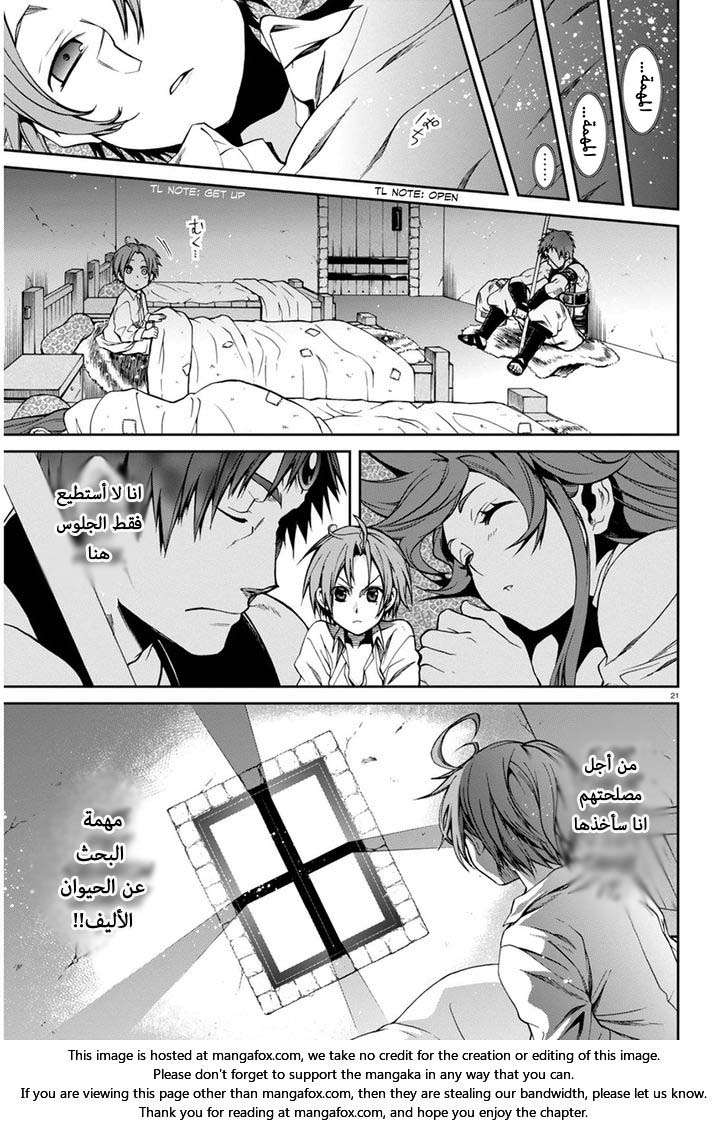 المهمة...
المهمة...
......
ぱち
TL NOTE: OPEN
TL NOTE: GET UP
むく...
انا لا أستطيع
فقط الجلوس
هنا
21
من أجل
مصلحتهم
انا سأخذها
مهمة
البحث
عن الحيوان
الأليف!!
This image is hosted at mangafox.com, we take no credit for the creation or editing of this image.
Please don't forget to support the mangaka in any way that you can.
If you are viewing this page other than mangafox.com, then they are stealing our bandwidth, please let us know.
Thank you for reading at mangafox.com, and hope you enjoy the chapter.